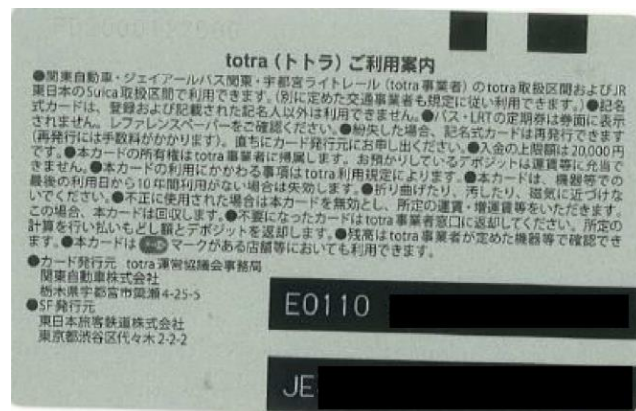 totra(トトラ)ご利用案内
●関東自動車・ジェイアールバス関東・宇都宮ライトレール(totra事業者)のtotra取扱区間およびJR
東日本のSuica取扱区間で利用できます。(別に定めた交通事業者も規定に従い利用できます。)●記名
式カードは、登録および記載された記名人以外は利用できません。●バス・LRTの定期券は券面に表示
されません。レファレンスペーパーをご確認ください。●紛失した場合、記名式カードは再発行できます
(再発行には手数料がかかります)。直ちにカード発行元にお申し出ください。●入金の上限額は20,000円
です。●本カードの所有権はtotra事業者に帰属します。お預かりしているデポジットは運賃等に充当で
きません。●本カードの利用にかかわる事項はtotra利用規定によります。●本カードは、機器等での
最後の利用日から10年間利用がない場合は失効します。●折り曲げたり、汚したり、磁気に近づけな
いでください。●不正に使用された場合は本カードを無効とし、所定の運賃・増運賃等をいただきます。
この場合、本カードは回収します。●不要になったカードはtotra事業者窓口に返却してください。所定の
計算を行い払いもどし額とデポジットを返却します。●残高はtotra事業者が定めた機器等で確認でき
ます。●本カードは マークがある店舗等においても利用できます。
●カード発行元 totra運営協議会事務局
関東自動車株式会社
栃木県宇都宮市簗瀬4-25-5
●SF発行元
東日本旅客鉄道株式会社
東京都渋谷区代々木2-2-2
E0110
JE